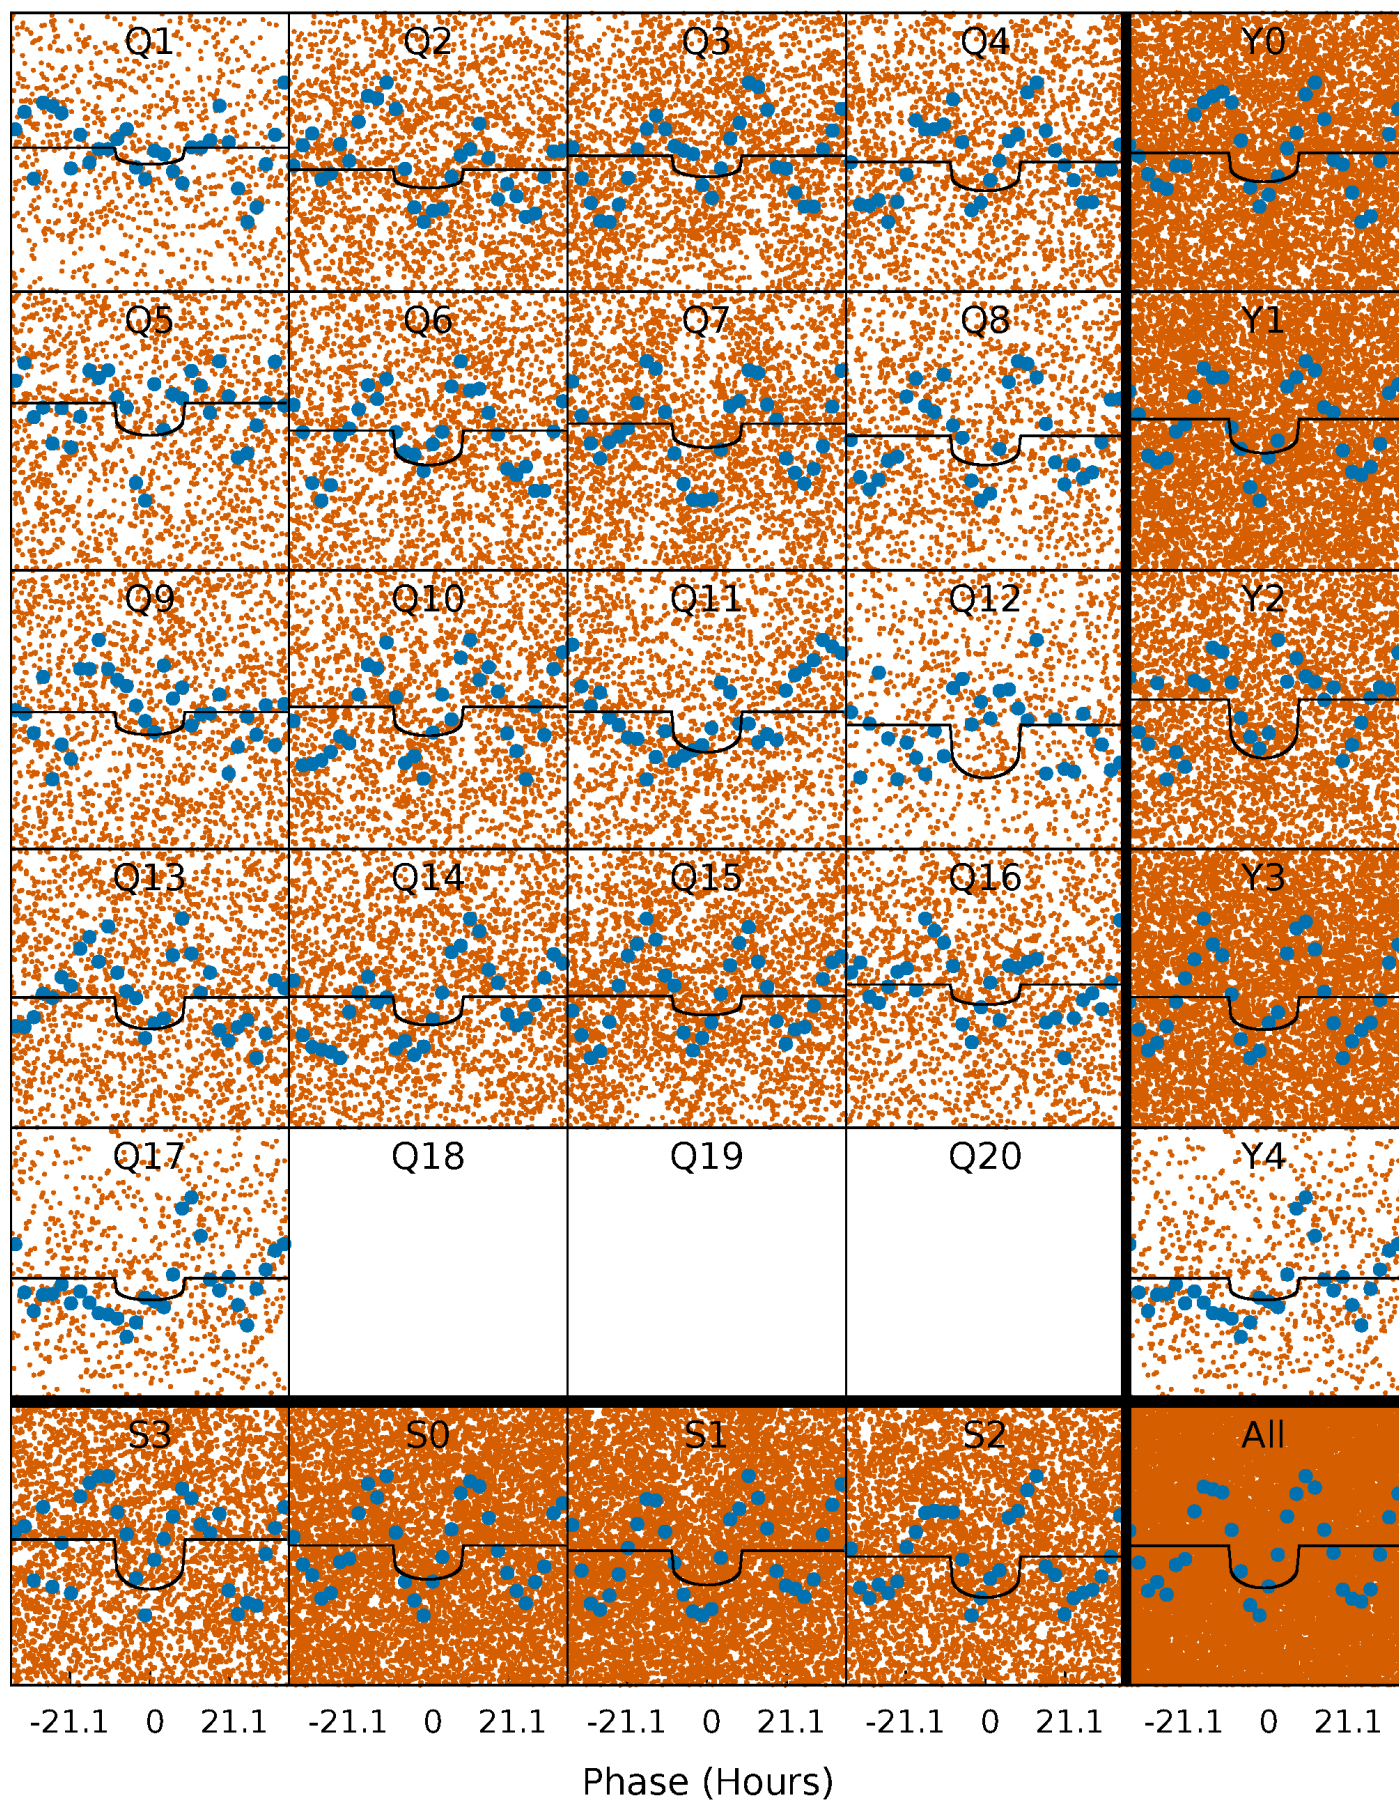 Q1 Q2 Q3 Q4 Y0
Q5 Q6 Q7 Q8 Y1
Q9 Q10 Q11 Q12 Y2
Q13 Q14 Q15 Q16 Y3
Q17 Q18 Q19 Q20 Y4
S3 S0 S1 S2 All
-21.1 0 21.1 -21.1 0 21.1 -21.1 0 21.1 -21.1 0 21.1 -21.1 0 21.1
Phase (Hours)